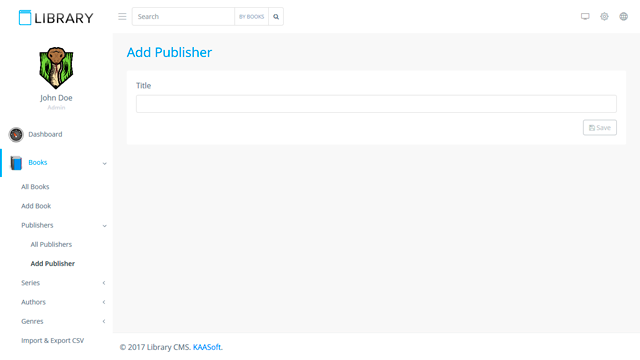 LIBRARY
Search
BY BOOKS
John Doe
Admin
Dashboard
Books
All Books
Add Book
Publishers
All Publishers
Add Publisher
Series
Authors
Genres
Import & Export CSV
Add Publisher
Title
Save
© 2017 Library CMS. KAASoft.